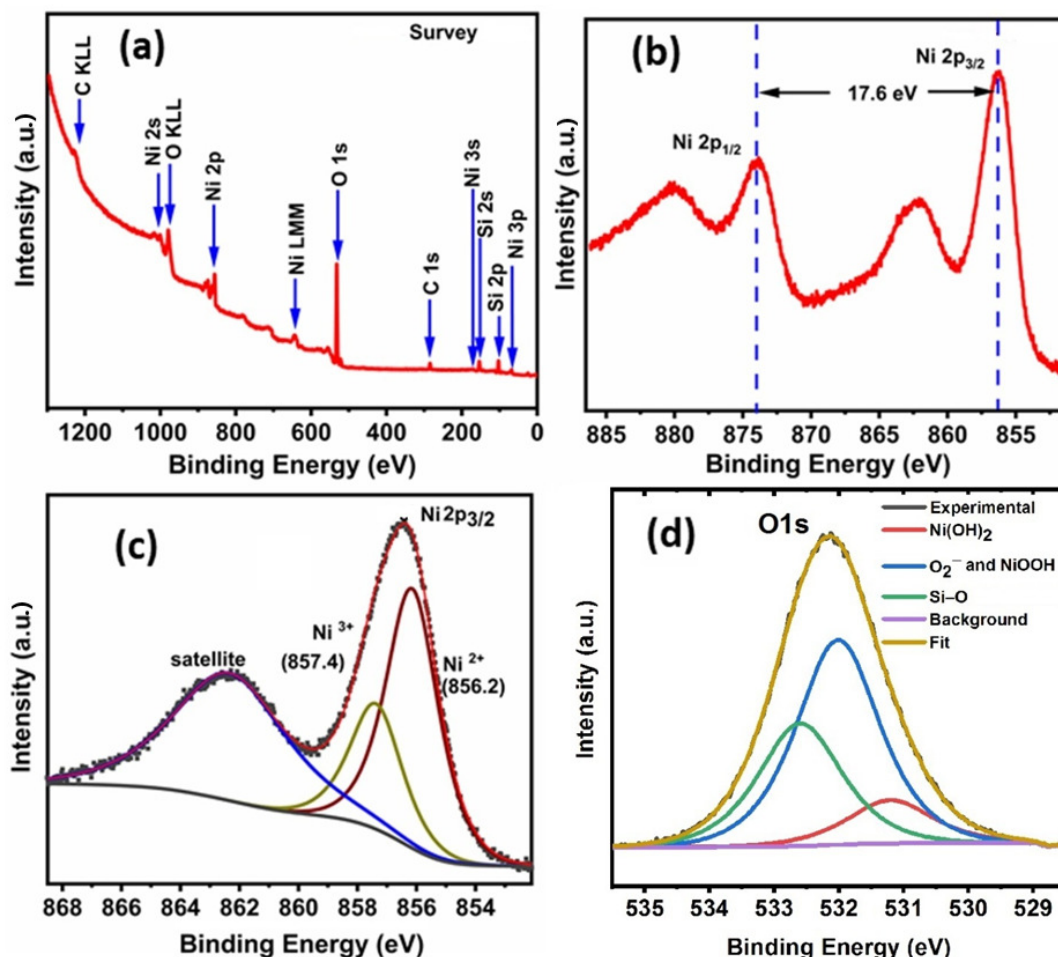 (a)
Survey
C KLL
Ni 2s
O KLL
Ni 2p
Ni LMM
O 1s
C 1s
Ni 3s
Si 2s
Si 2p
Ni 3p
Intensity (a.u.)
1200 1000 800 600 400 200 0
Binding Energy (eV)
(b)
Ni 2p3/2
17.6 eV
Ni 2p1/2
Intensity (a.u.)
885 880 875 870 865 860 855
Binding Energy (eV)
(c)
Ni 2p3/2
Ni 3+
(857.4)
satellite
Ni 2+
(856.2)
Intensity (a.u.)
868 866 864 862 860 858 856 854
Binding Energy (eV)
(d)
O1s
Experimental
Ni(OH)2
O2− and NiOOH
Si–O
Background
Fit
Intensity (a.u.)
535 534 533 532 531 530 529
Binding Energy (eV)